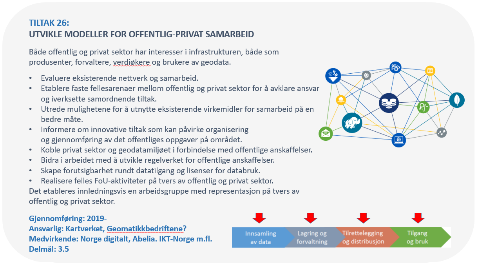 TILTAK 26:
UTVIKLE MODELLER FOR OFFENTLIG-PRIVAT SAMARBEID
Både offentlig og privat sektor har interesser i infrastrukturen, både som
produsenter, forvaltere, verdiøkere og brukere av geodata.
• Evaluere eksisterende nettverk og samarbeid.
• Etablere faste fellesarenaer mellom offentlig og privat sektor for å avklare ansvar
og iverksette samordnende tiltak.
• Utrede mulighetene for å utnytte eksisterende virkemidler for samarbeid på en
bedre måte.
• Informere om innovative tiltak som kan påvirke organisering
og gjennomføring av det offentliges oppgaver på området.
• Koble privat sektor og geodatamiljøet i forbindelse med offentlige anskaffelser.
• Bidra i arbeidet med å utvikle regelverket for offentlige anskaffelser.
• Skape forutsigbarhet rundt datatilgang og lisenser for databruk.
• Realisere felles FoU-aktiviteter på tvers av offentlig og privat sektor.
Det etableres innledningsvis en arbeidsgruppe med representasjon på tvers av
offentlig og privat sektor.
Gjennomføring: 2019-
Ansvarlig: Kartverket, Geomatikkbedriftene?
Medvirkende: Norge digitalt, Abelia. IKT-Norge m.fl.
Delmål: 3.5
Innsamling
av data
Lagring og
forvaltning
Tilrettelegging
og distribusjon
Tilgang
og bruk